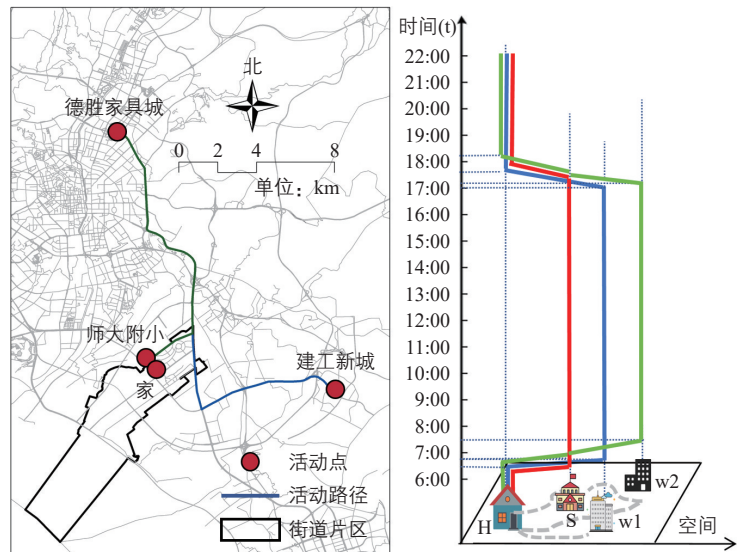 德胜家具城
北
0 2 4 8
单位：km
师大附小
家
建工新城
活动点
活动路径
街道片区
时间(t)
22:00
21:00
20:00
19:00
18:00
17:00
16:00
15:00
14:00
13:00
12:00
11:00
10:00
9:00
8:00
7:00
6:00
H
S
w1
w2
空间